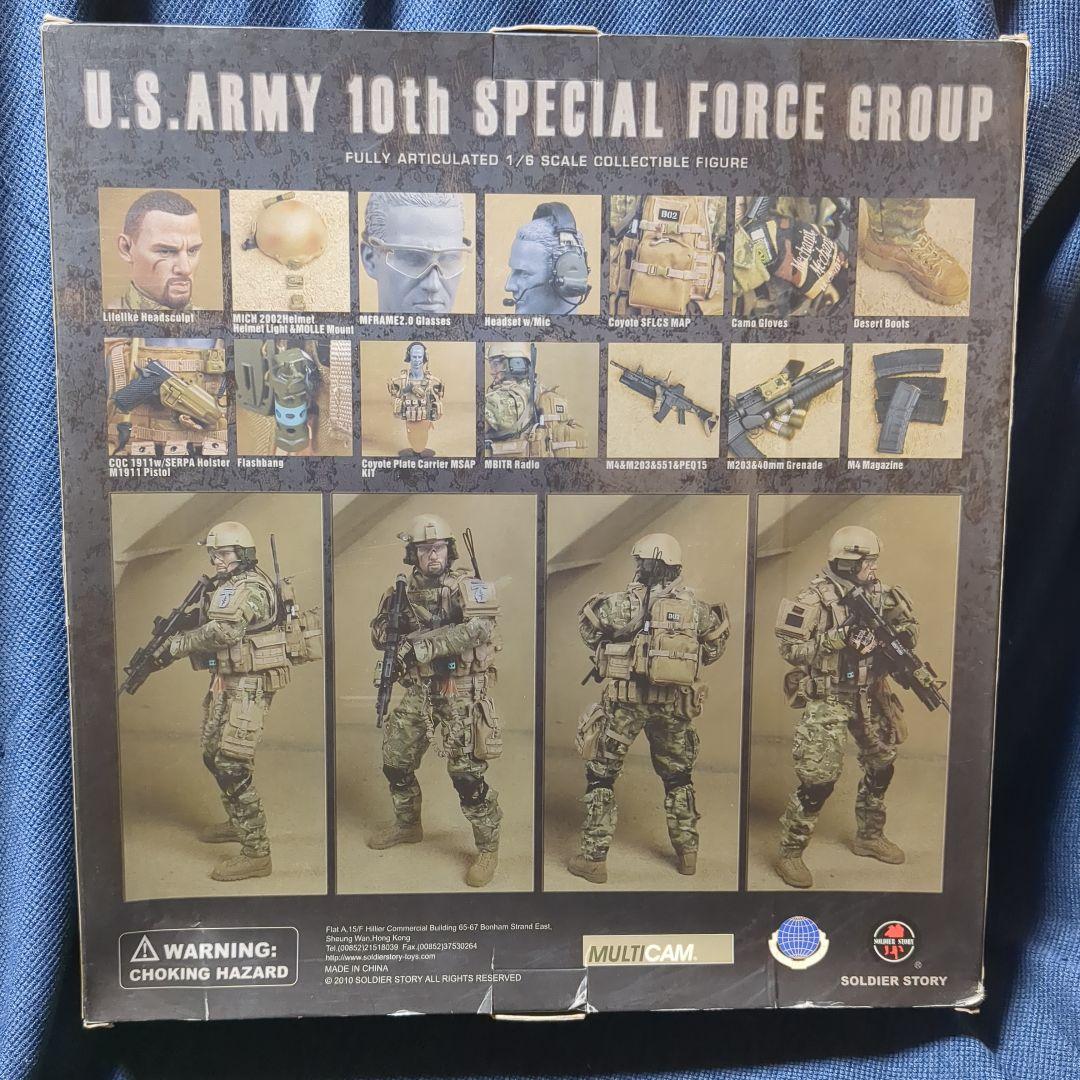 U.S.ARMY 10th SPECIAL FORCE GROUP
FULLY ARTICULATED 1/6 SCALE COLLECTIBLE FIGURE
B02
Mechanix
Lifelike Headsculpt
MICH 2002Helmet
Helmet Light &MOLLE Mount
MFRAME2.0 Glasses
Headset w/Mic
Coyote SFLCS MAP
Camo Gloves
Desert Boots
CQC 1911w/SERPA Holster
M1911 Pistol
Flashbang
Coyote Plate Carrier MSAP
KIT
MBITR Radio
M4&M203&551&PEQ15
M203&40mm Grenade
M4 Magazine
B02
WARNING:
CHOKING HAZARD
Flat A,15/F Hillier Commercial Building 65-67 Bonham Strand East,
Sheung Wan,Hong Kong
Tel.(00852)21518039 Fax.(00852)37530264
http://www.soldierstory-toys.com
MADE IN CHINA
© 2010 SOLDIER STORY ALL RIGHTS RESERVED
MULTICAM®
SOLDIER STORY
®
SOLDIER STORY